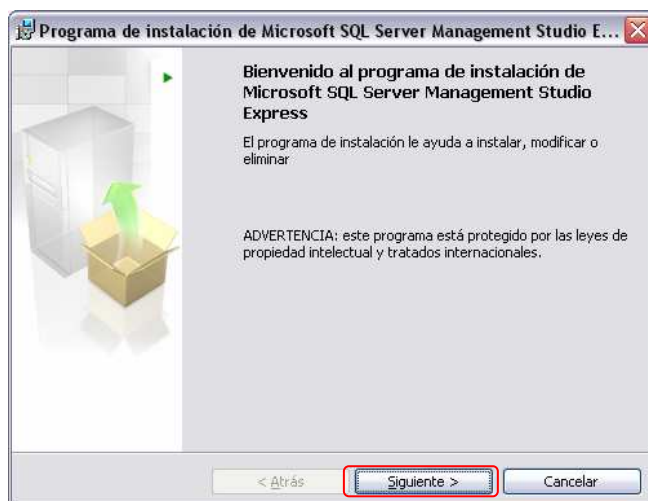 Programa de instalación de Microsoft SQL Server Management Studio E...
Bienvenido al programa de instalación de
Microsoft SQL Server Management Studio
Express
El programa de instalación le ayuda a instalar, modificar o
eliminar
ADVERTENCIA: este programa está protegido por las leyes de
propiedad intelectual y tratados internacionales.
< Atrás
Siguiente >
Cancelar